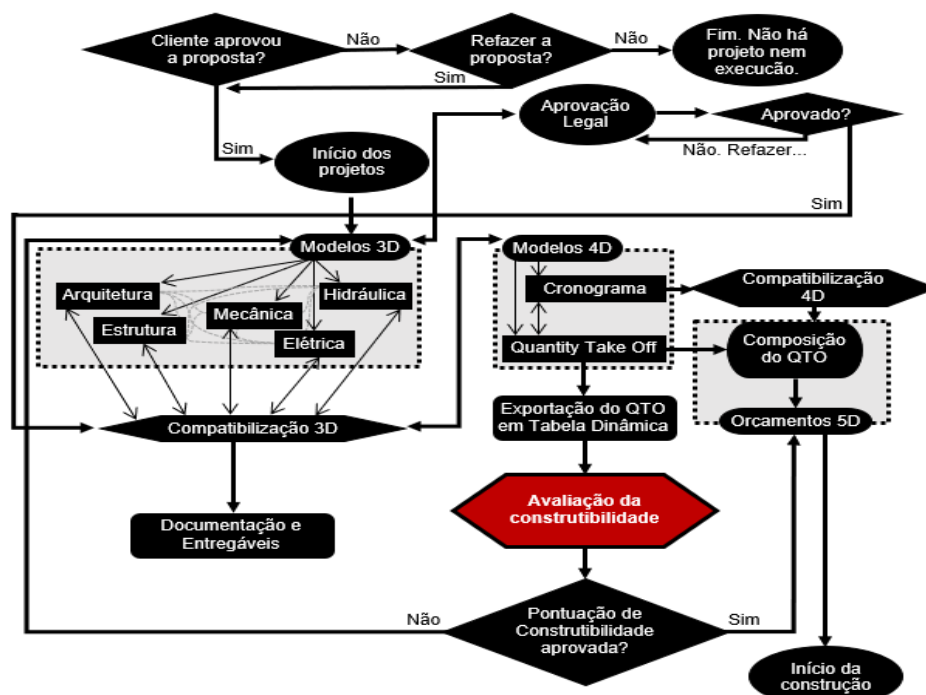 Cliente aprovou
a proposta?
Não
Refazer a
proposta?
Não
Fim. Não há
projeto nem
execucão.
Sim
Aprovação
Legal
Aprovado?
Sim
Início dos
projetos
Não. Refazer...
Sim
Modelos 3D
Modelos 4D
Arquitetura
Hidráulica
Mecânica
Estrutura
Elétrica
Cronograma
Compatibilização
4D
Quantity Take Off
Composição
do QTO
Compatibilização 3D
Exportação do QTO
em Tabela Dinâmica
Orcamentos 5D
Avaliação da
construtibilidade
Documentação e
Entregáveis
Não
Pontuação de
Construtibilidade
aprovada?
Sim
Início da
construção